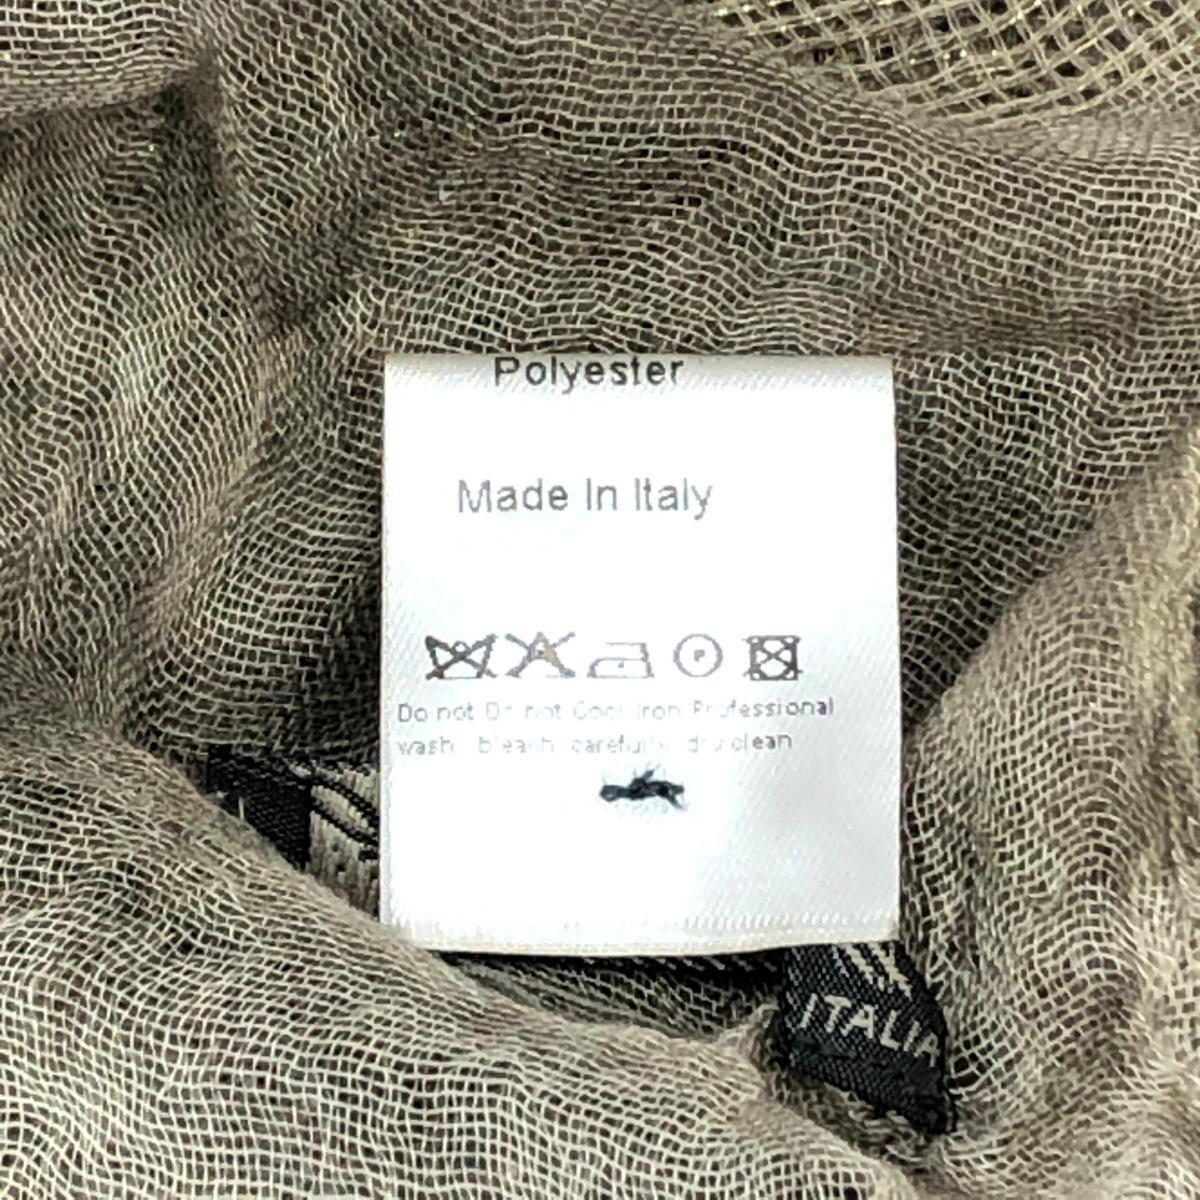 Polyester
Made In Italy
P
Do not Do not Cool Iron Professional
wash bleach carefully dry clean
ITALIA